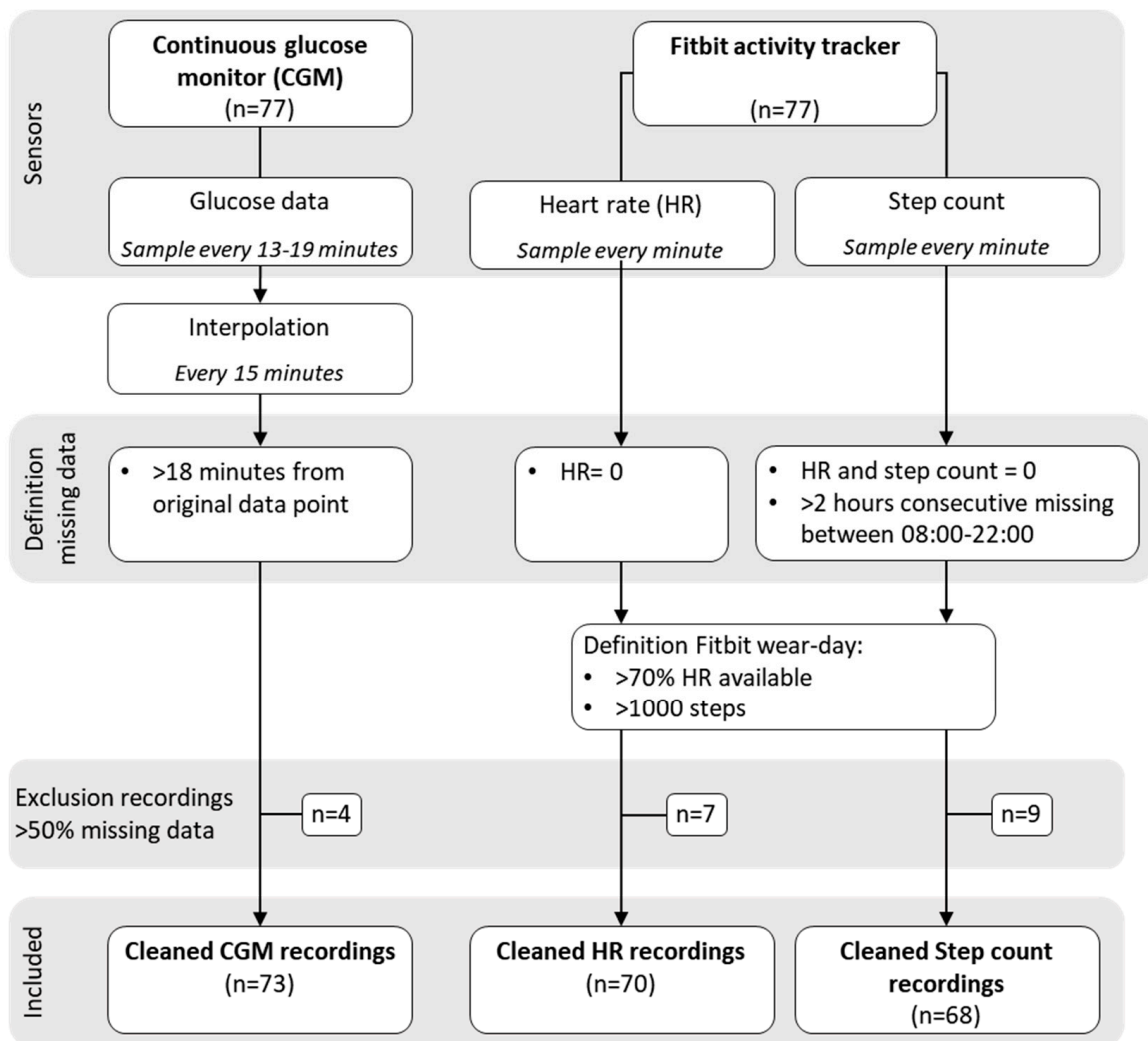 Sensors
Continuous glucose
monitor (CGM)
(n=77)
Fitbit activity tracker
(n=77)
Glucose data
Sample every 13-19 minutes
Heart rate (HR)
Sample every minute
Step count
Sample every minute
Interpolation
Every 15 minutes
Definition
missing data
• >18 minutes from
original data point
• HR= 0
• HR and step count = 0
• >2 hours consecutive missing
between 08:00-22:00
Definition Fitbit wear-day:
• >70% HR available
• >1000 steps
Exclusion recordings
>50% missing data
n=4
n=7
n=9
Included
Cleaned CGM recordings
(n=73)
Cleaned HR recordings
(n=70)
Cleaned Step count
recordings
(n=68)